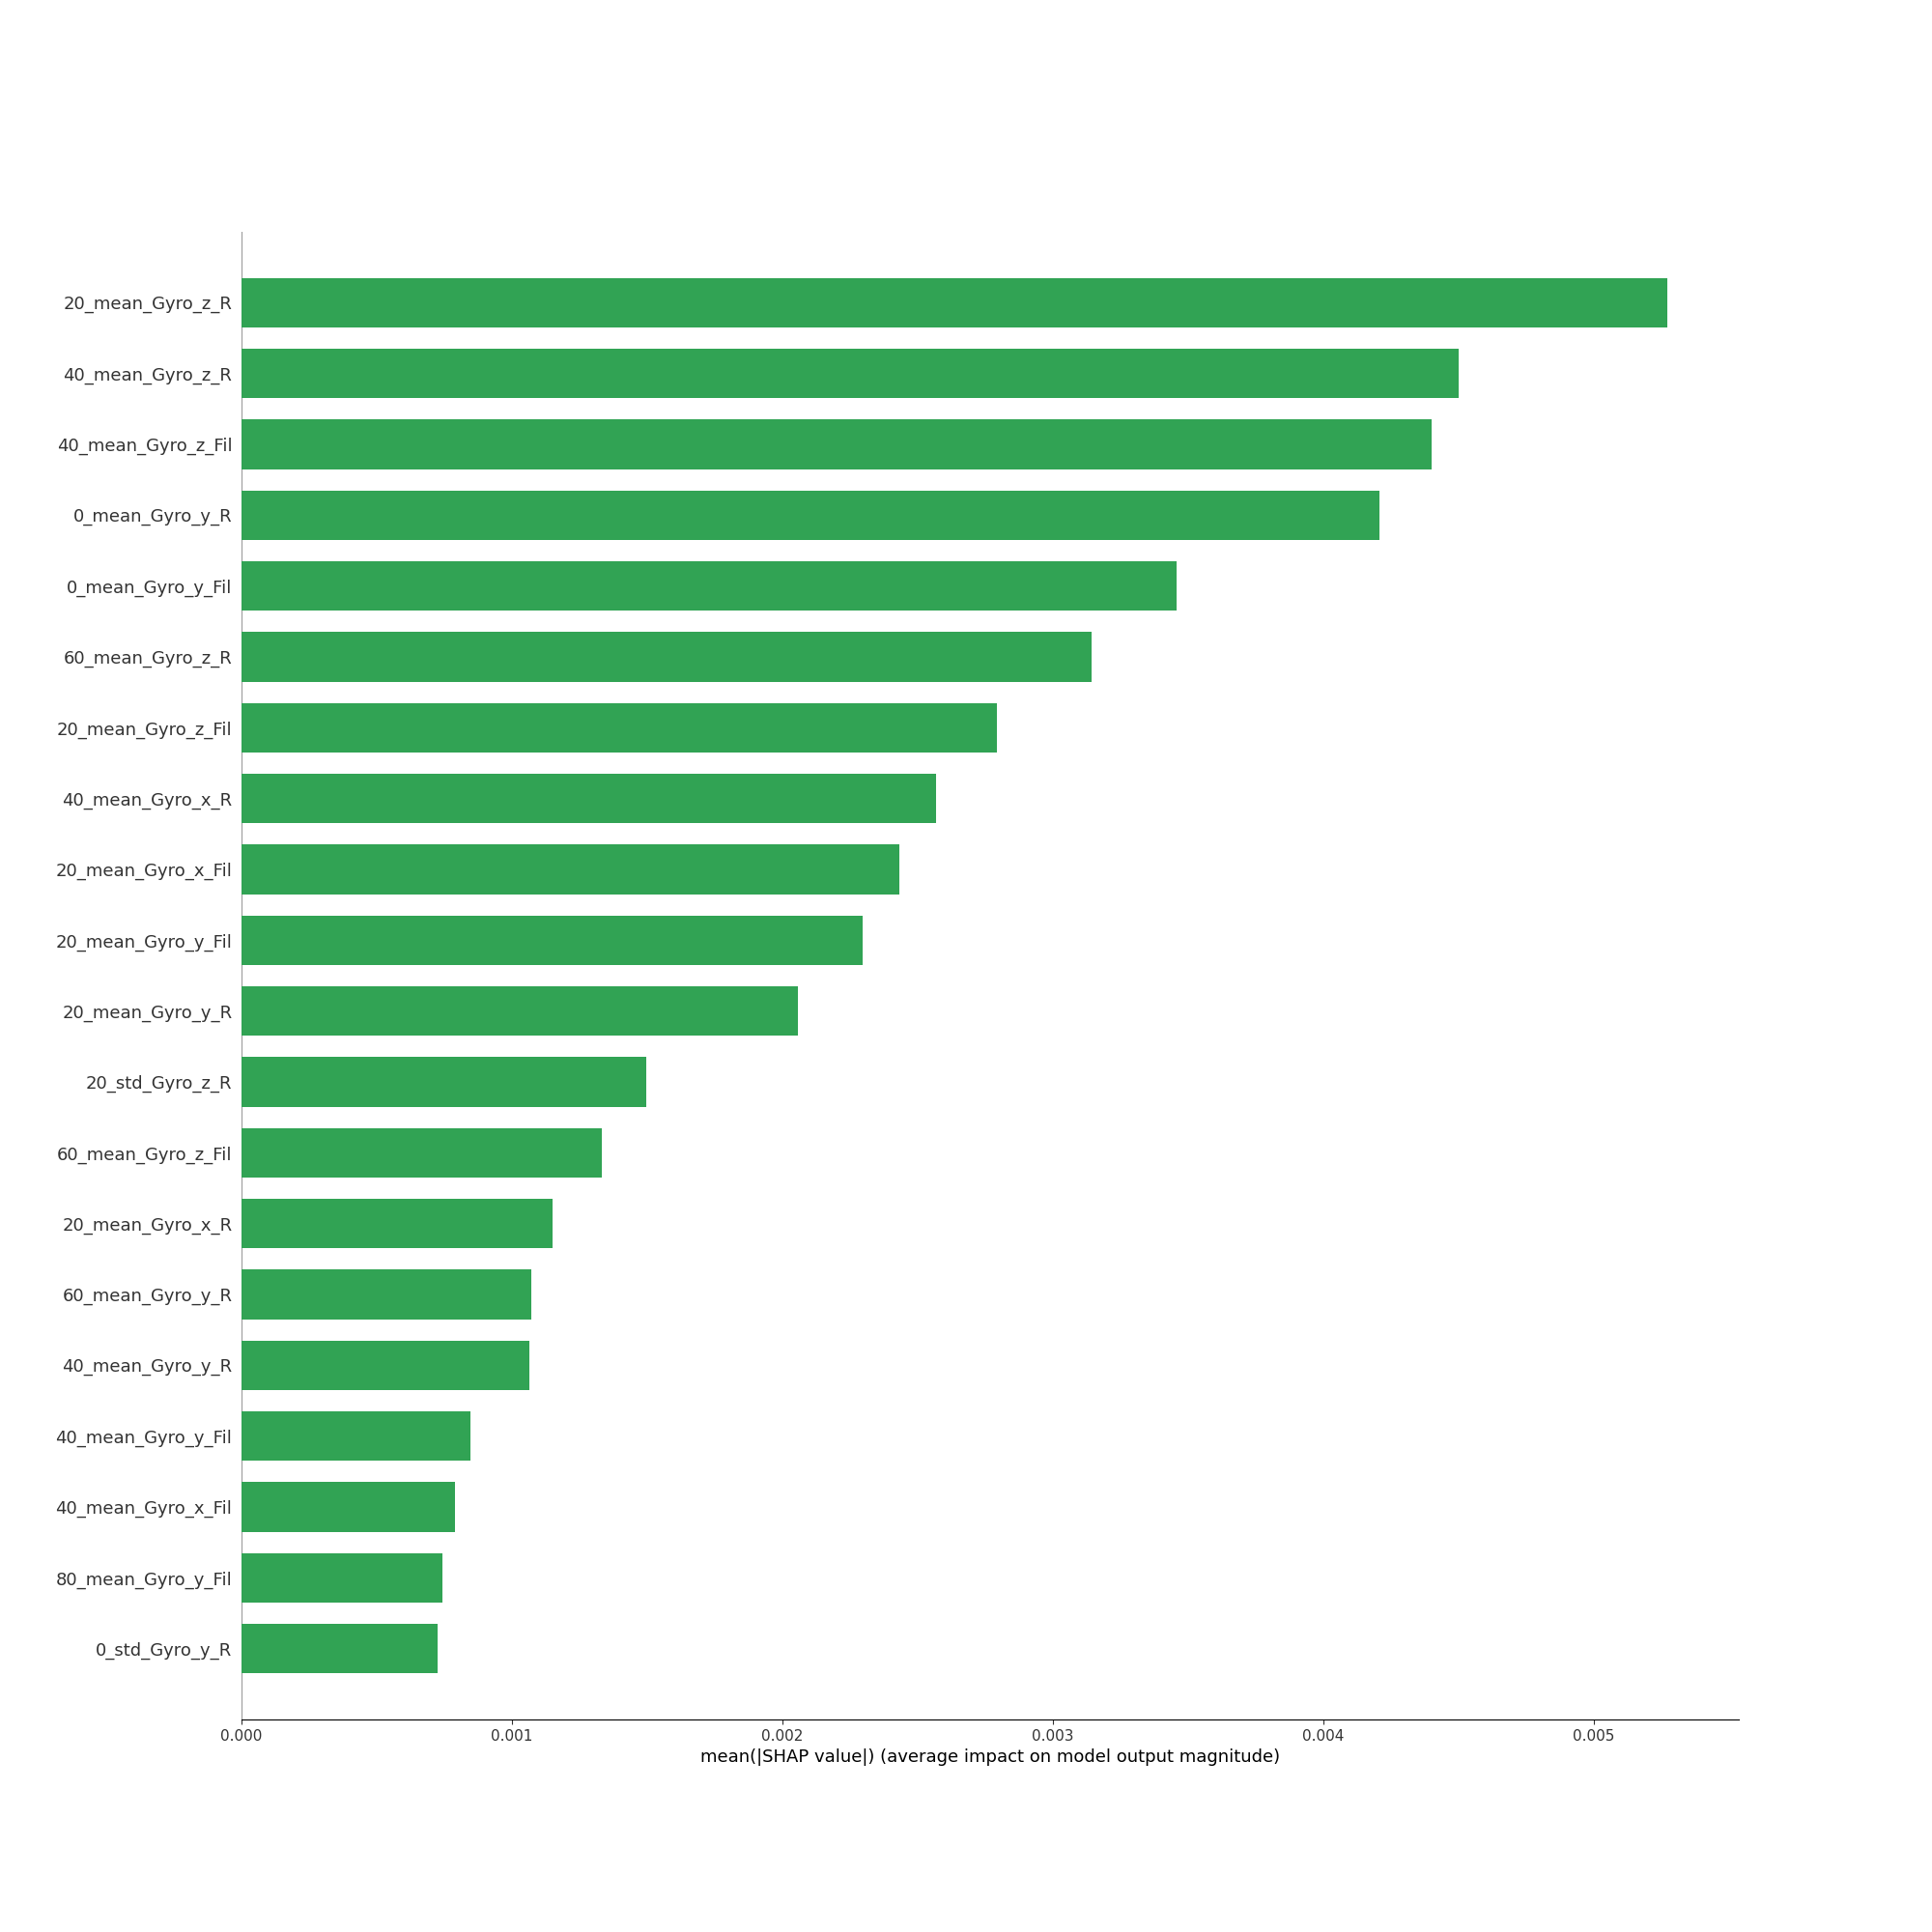 20_mean_Gyro_z_R
40_mean_Gyro_z_R
40_mean_Gyro_z_Fil
0_mean_Gyro_y_R
0_mean_Gyro_y_Fil
60_mean_Gyro_z_R
20_mean_Gyro_z_Fil
40_mean_Gyro_x_R
20_mean_Gyro_x_Fil
20_mean_Gyro_y_Fil
20_mean_Gyro_y_R
20_std_Gyro_z_R
60_mean_Gyro_z_Fil
20_mean_Gyro_x_R
60_mean_Gyro_y_R
40_mean_Gyro_y_R
40_mean_Gyro_y_Fil
40_mean_Gyro_x_Fil
80_mean_Gyro_y_Fil
0_std_Gyro_y_R
0.000 0.001 0.002 0.003 0.004 0.005
mean(|SHAP value|) (average impact on model output magnitude)